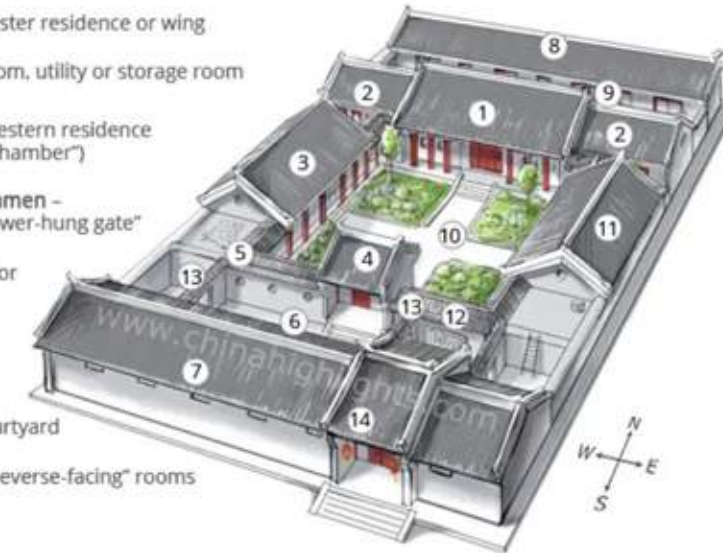 ster residence or wing
om, utility or storage room
estern residence
hamber")
men –
wer-hung gate"
or
urtyard
everse-facing" rooms
8
9
2
1
2
3
11
10
4
5
13
13
12
6
7
14
www.chinahighlights.com
N
W
E
S